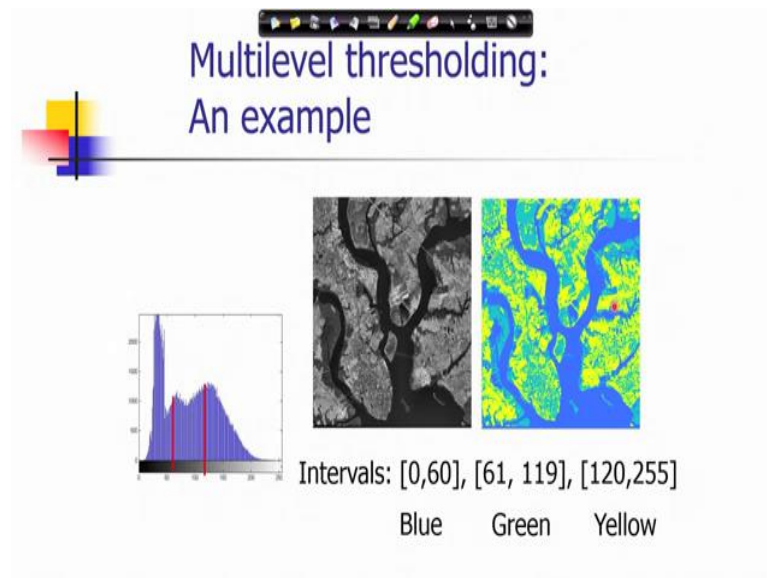 Multilevel thresholding:
An example
Intervals: [0,60], [61, 119], [120,255]
Blue Green Yellow